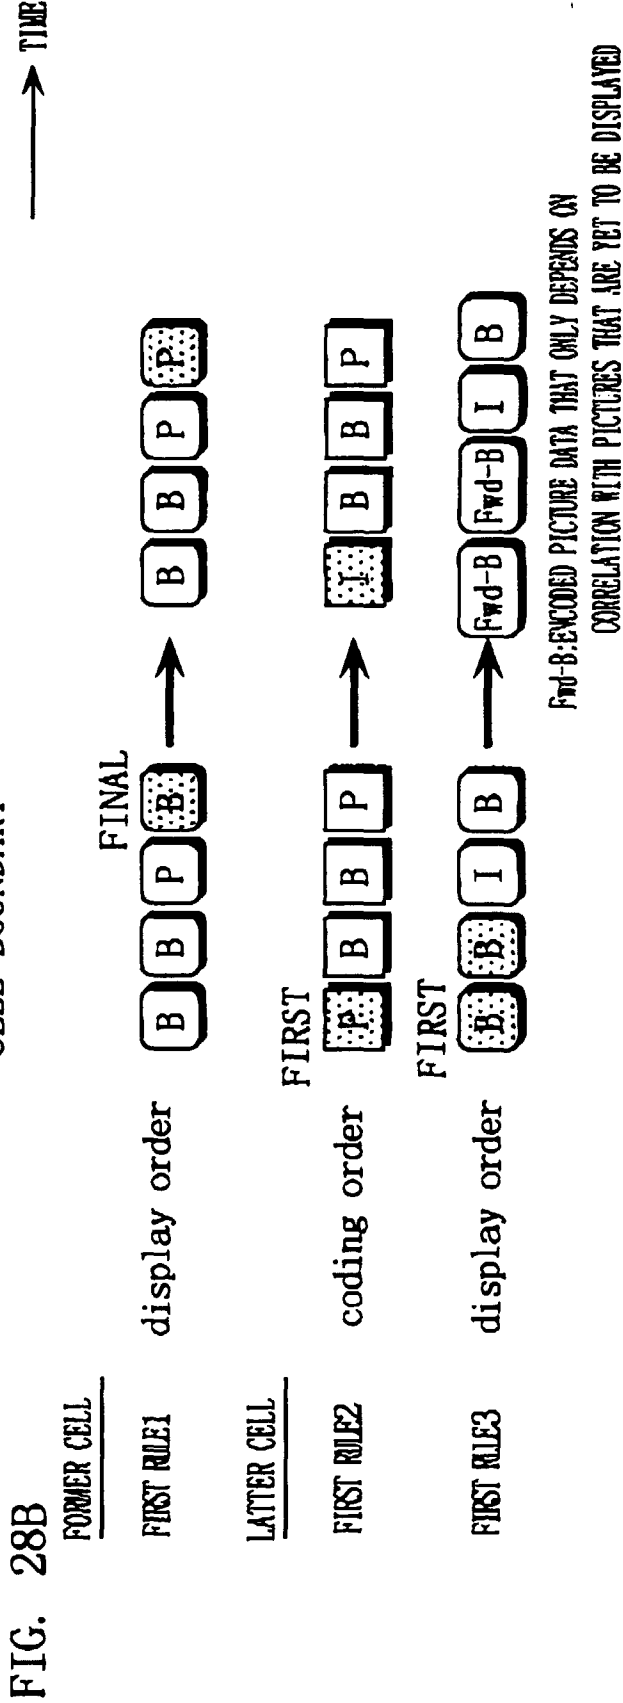 FIG. 28B
TIME
FORMER CELL
FIRST RULE1 display order B B P B FINAL B B P P
LATTER CELL
FIRST RULE2 coding order FIRST P B B P I B B P
FIRST RULE3 display order FIRST B B I B Fwd-B Fwd-B I B
Fwd-B:ENCODED PICTURE DATA THAT ONLY DEPENDS ON
CORRELATION WITH PICTURES THAT ARE YET TO BE DISPLAYED